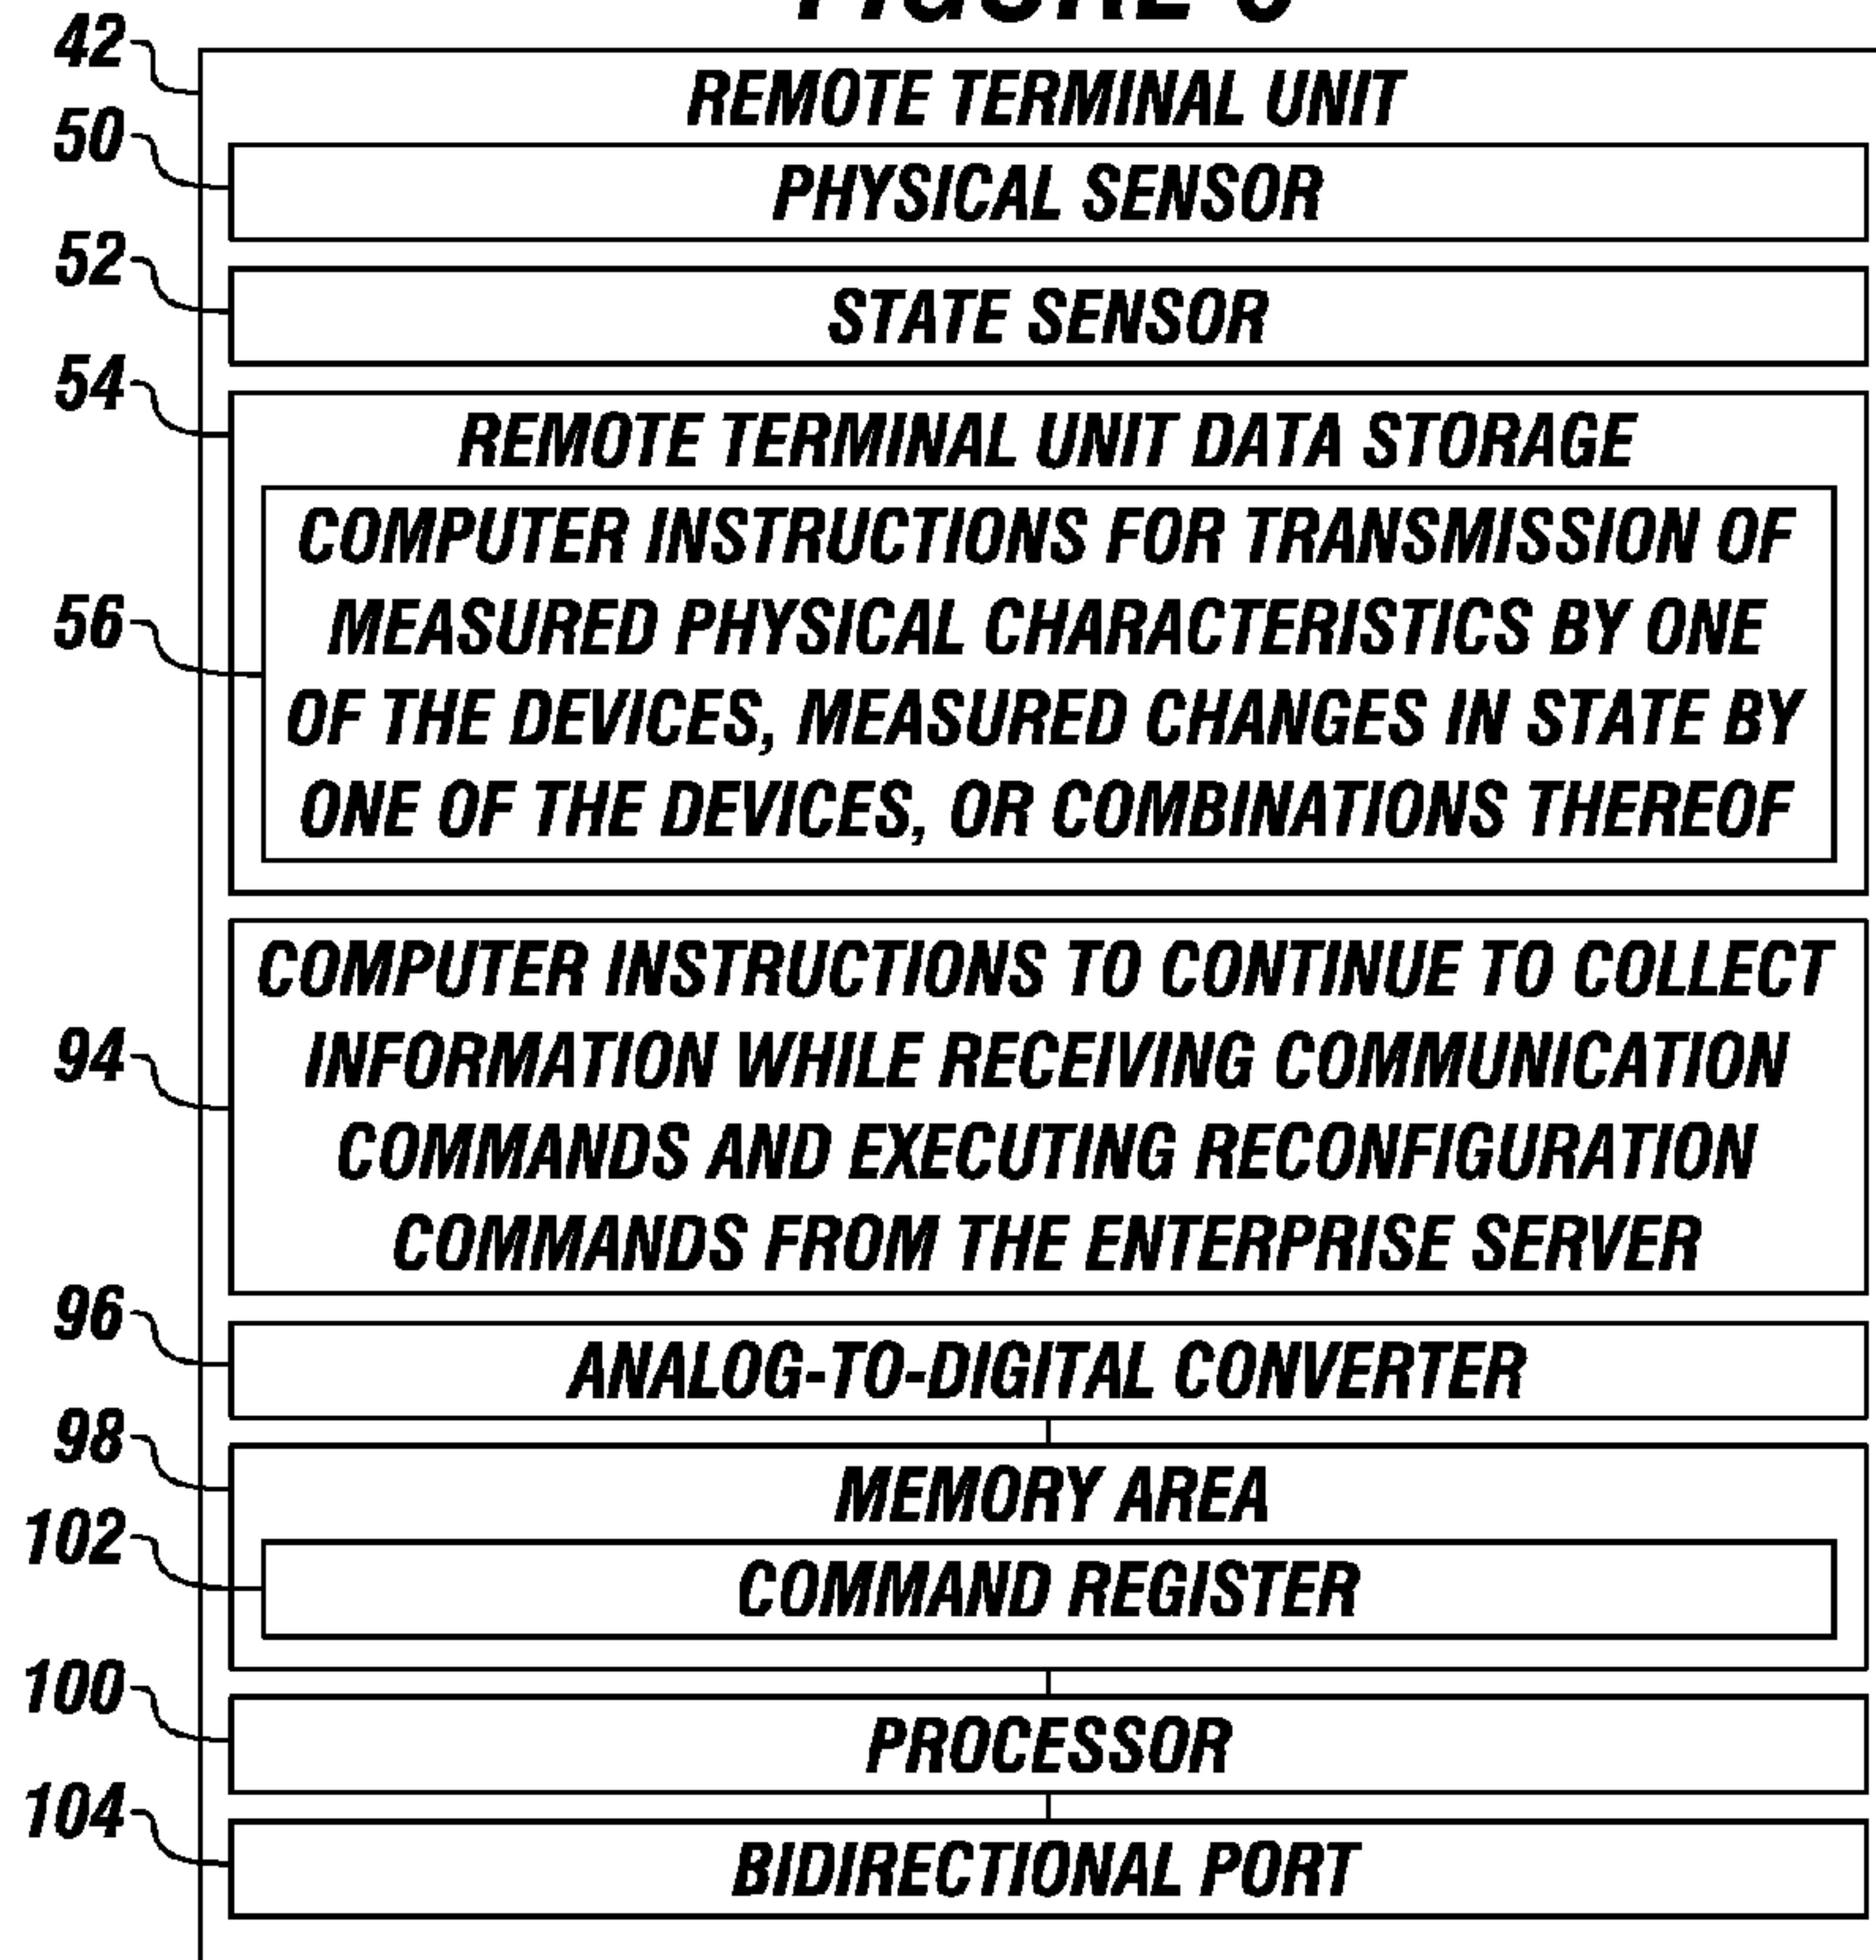 42
REMOTE TERMINAL UNIT
50
PHYSICAL SENSOR
52
STATE SENSOR
54
REMOTE TERMINAL UNIT DATA STORAGE
COMPUTER INSTRUCTIONS FOR TRANSMISSION OF
56
MEASURED PHYSICAL CHARACTERISTICS BY ONE
OF THE DEVICES, MEASURED CHANGES IN STATE BY
ONE OF THE DEVICES, OR COMBINATIONS THEREOF
COMPUTER INSTRUCTIONS TO CONTINUE TO COLLECT
94
INFORMATION WHILE RECEIVING COMMUNICATION
COMMANDS AND EXECUTING RECONFIGURATION
COMMANDS FROM THE ENTERPRISE SERVER
96
ANALOG-TO-DIGITAL CONVERTER
98
MEMORY AREA
102
COMMAND REGISTER
100
PROCESSOR
104
BIDIRECTIONAL PORT